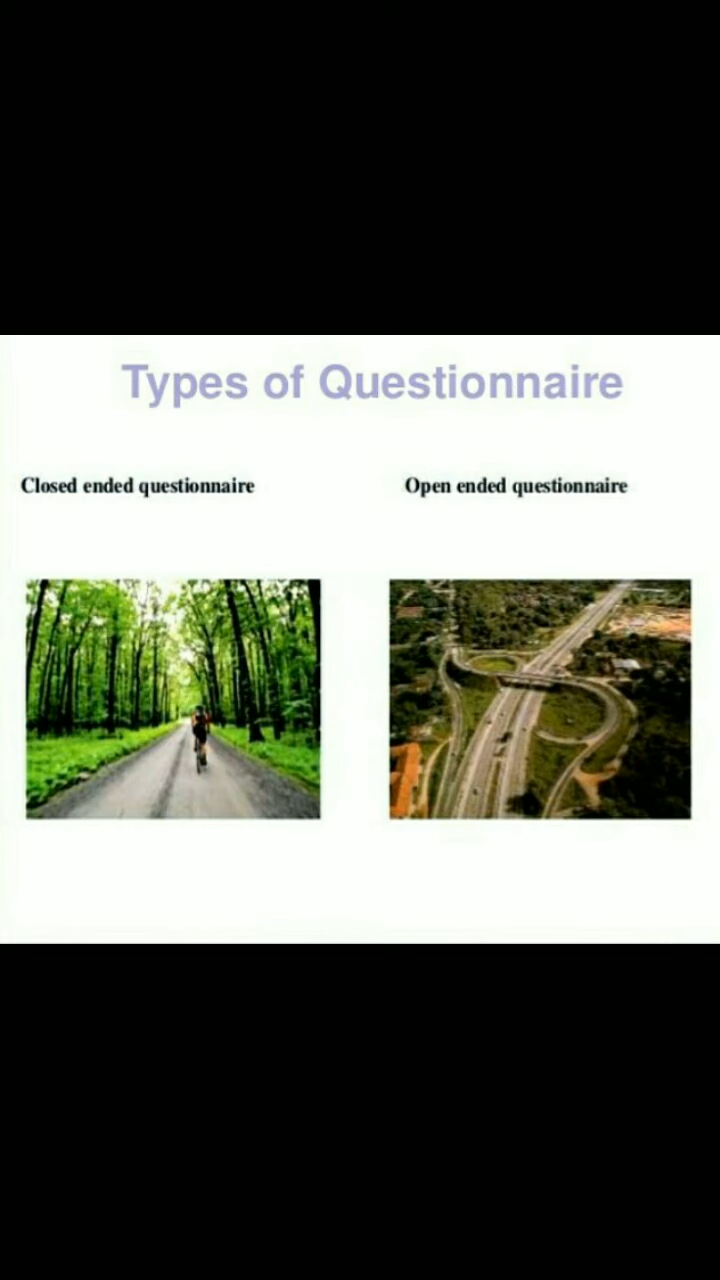 Types of Questionnaire
Closed ended questionnaire
Open ended questionnaire